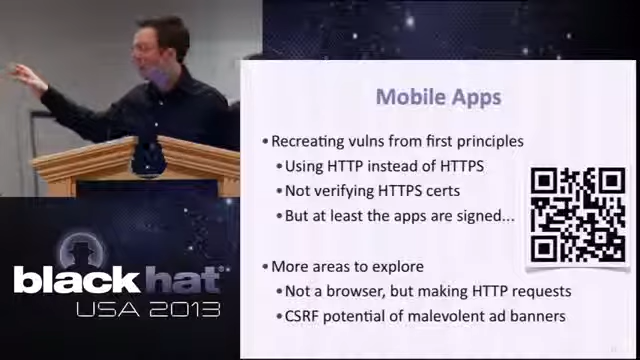 Mobile Apps
•Recreating vulns from first principles
•Using HTTP instead of HTTPS
•Not verifying HTTPS certs
•But at least the apps are signed...
•More areas to explore
•Not a browser, but making HTTP requests
•CSRF potential of malevolent ad banners
black hat®
USA 2013